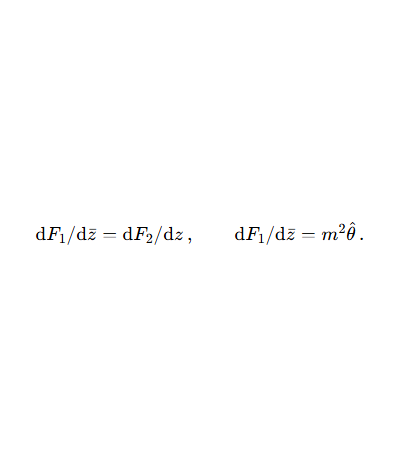 dF₁/dz̄ = dF₂/dz , dF₁/dz̄ = m²θ̂ .